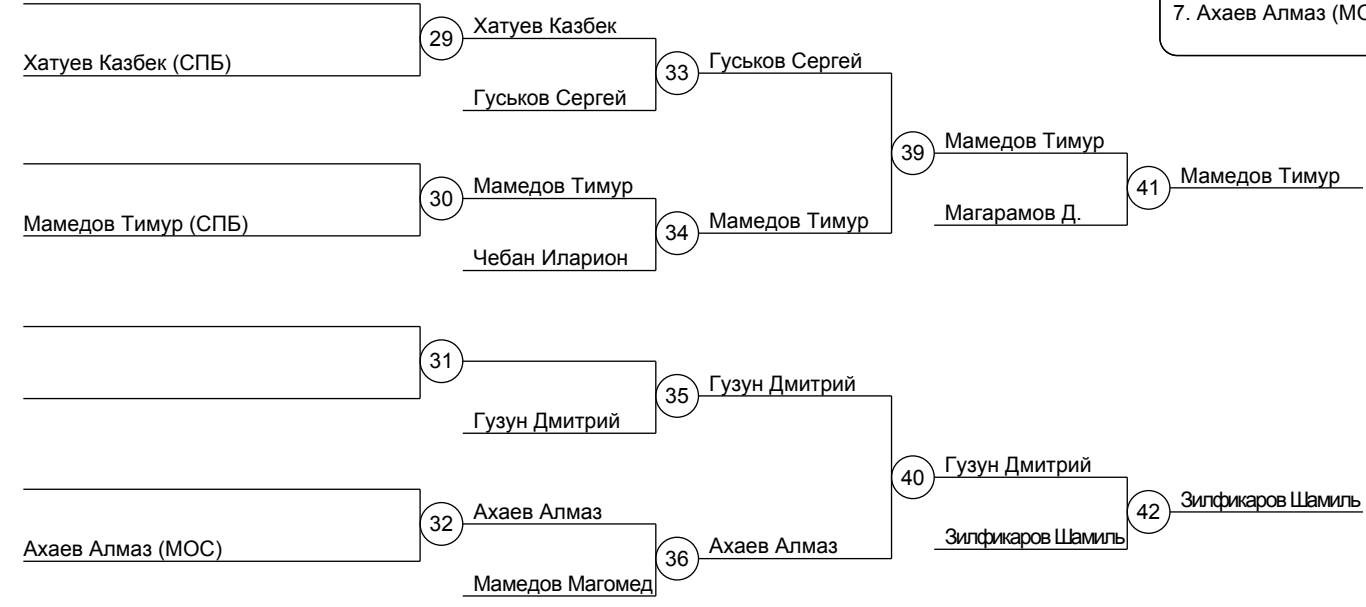 7. Ахаев Алмаз (МО
29
Хатуев Казбек
Хатуев Казбек (СПБ)
33
Гуськов Сергей
Гуськов Сергей
39
Мамедов Тимур
30
Мамедов Тимур
Мамедов Тимур (СПБ)
34
Мамедов Тимур
41
Мамедов Тимур
Магарамов Д.
Чебан Иларион
31
35
Гузун Дмитрий
Гузун Дмитрий
40
Гузун Дмитрий
32
Ахаев Алмаз
Ахаев Алмаз (МОС)
36
Ахаев Алмаз
42
Зилфикаров Шамиль
Зилфикаров Шамиль
Мамедов Магомед